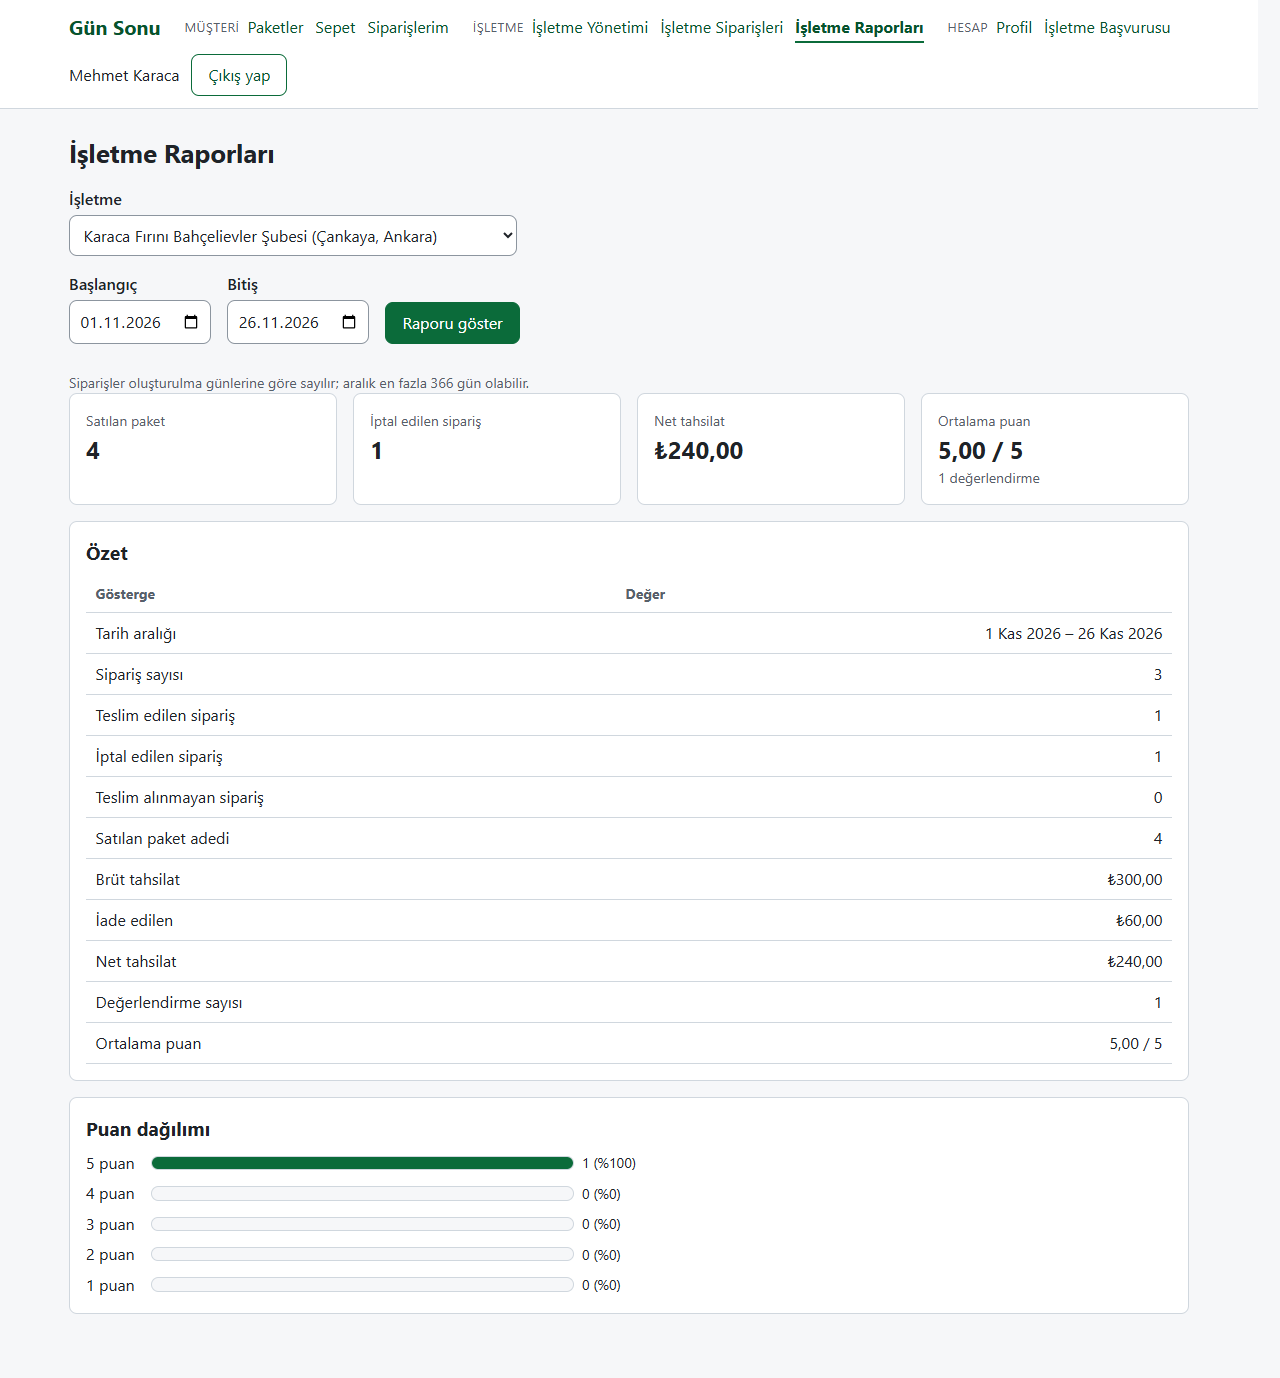 Gün Sonu MÜŞTERİ Paketler Sepet Siparişlerim İŞLETME İşletme Yönetimi İşletme Siparişleri İşletme Raporları HESAP Profil İşletme Başvurusu
Mehmet Karaca Çıkış yap
İşletme Raporları
İşletme
Karaca Fırını Bahçelievler Şubesi (Çankaya, Ankara)
Başlangıç Bitiş
01.11.2026 26.11.2026 Raporu göster
Siparişler oluşturulma günlerine göre sayılır; aralık en fazla 366 gün olabilir.
Satılan paket İptal edilen sipariş Net tahsilat Ortalama puan
4 1 ₺240,00 5,00 / 5
1 değerlendirme
Özet
Gösterge Değer
Tarih aralığı 1 Kas 2026 – 26 Kas 2026
Sipariş sayısı 3
Teslim edilen sipariş 1
İptal edilen sipariş 1
Teslim alınmayan sipariş 0
Satılan paket adedi 4
Brüt tahsilat ₺300,00
İade edilen ₺60,00
Net tahsilat ₺240,00
Değerlendirme sayısı 1
Ortalama puan 5,00 / 5
Puan dağılımı
5 puan 1 (%100)
4 puan 0 (%0)
3 puan 0 (%0)
2 puan 0 (%0)
1 puan 0 (%0)